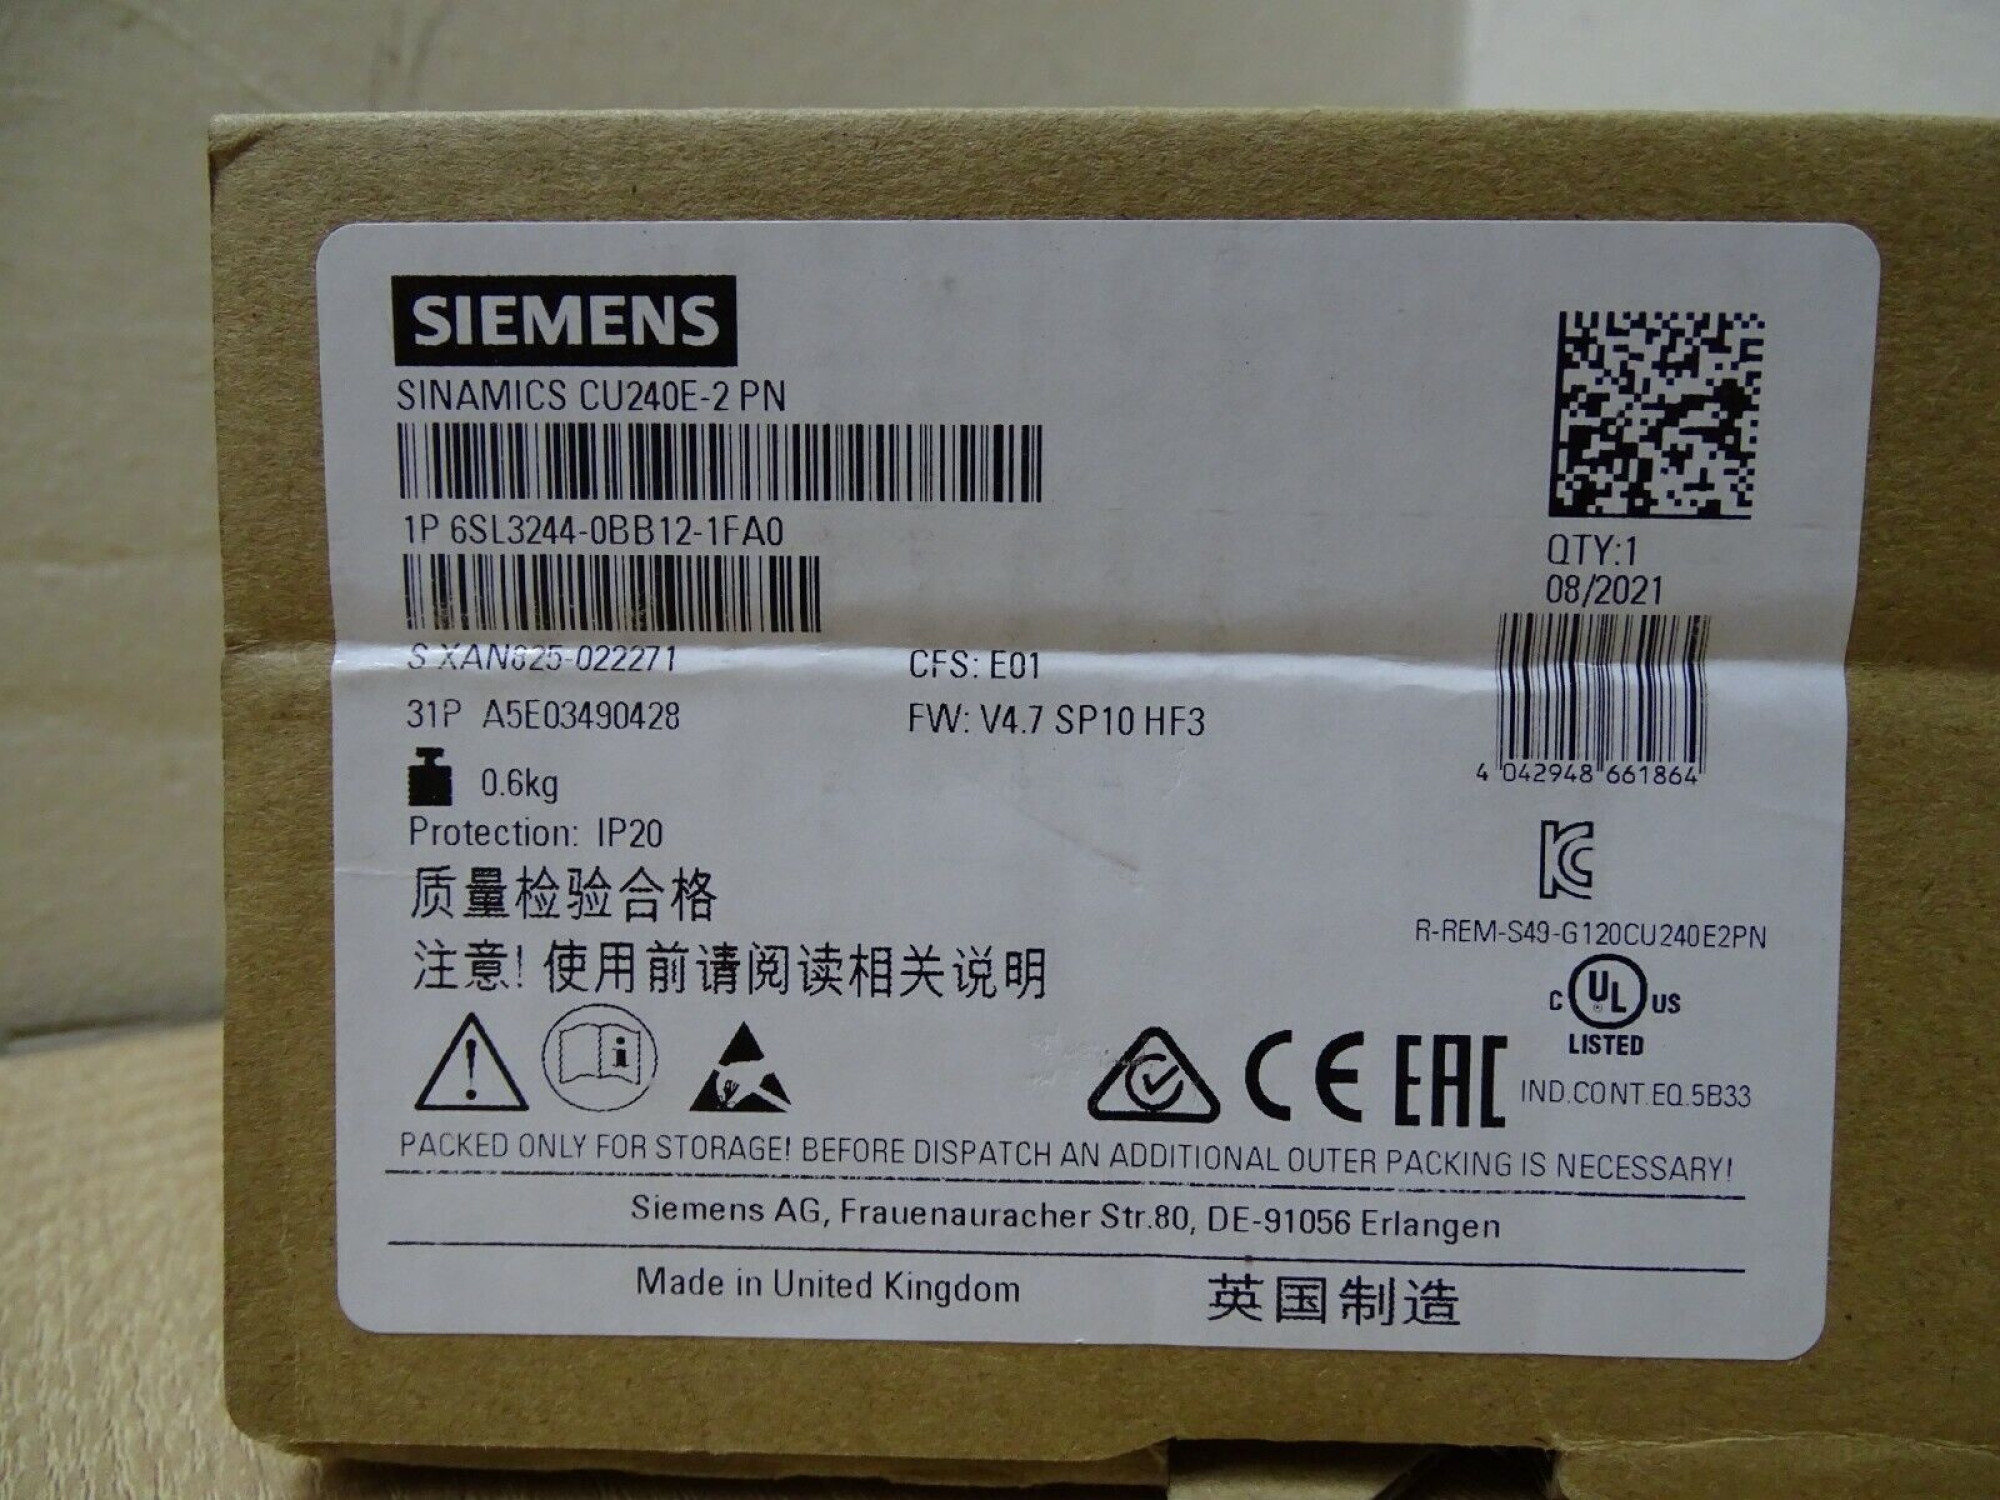 SIEMENS
SINAMICS CU240E-2 PN
1P 6SL3244-0BB12-1FA0
QTY:1
08/2021
S XAN825-022271
CFS: E01
31P A5E03490428
FW: V4.7 SP10 HF3
4 042948 661864
0.6kg
Protection: IP20
质量检验合格
R-REM-S49-G120CU240E2PN
注意! 使用前请阅读相关说明
C UL US
LISTED
CE EAC
IND.CONT.EQ.5B33
PACKED ONLY FOR STORAGE! BEFORE DISPATCH AN ADDITIONAL OUTER PACKING IS NECESSARY!
Siemens AG, Frauenauracher Str.80, DE-91056 Erlangen
Made in United Kingdom 英国制造